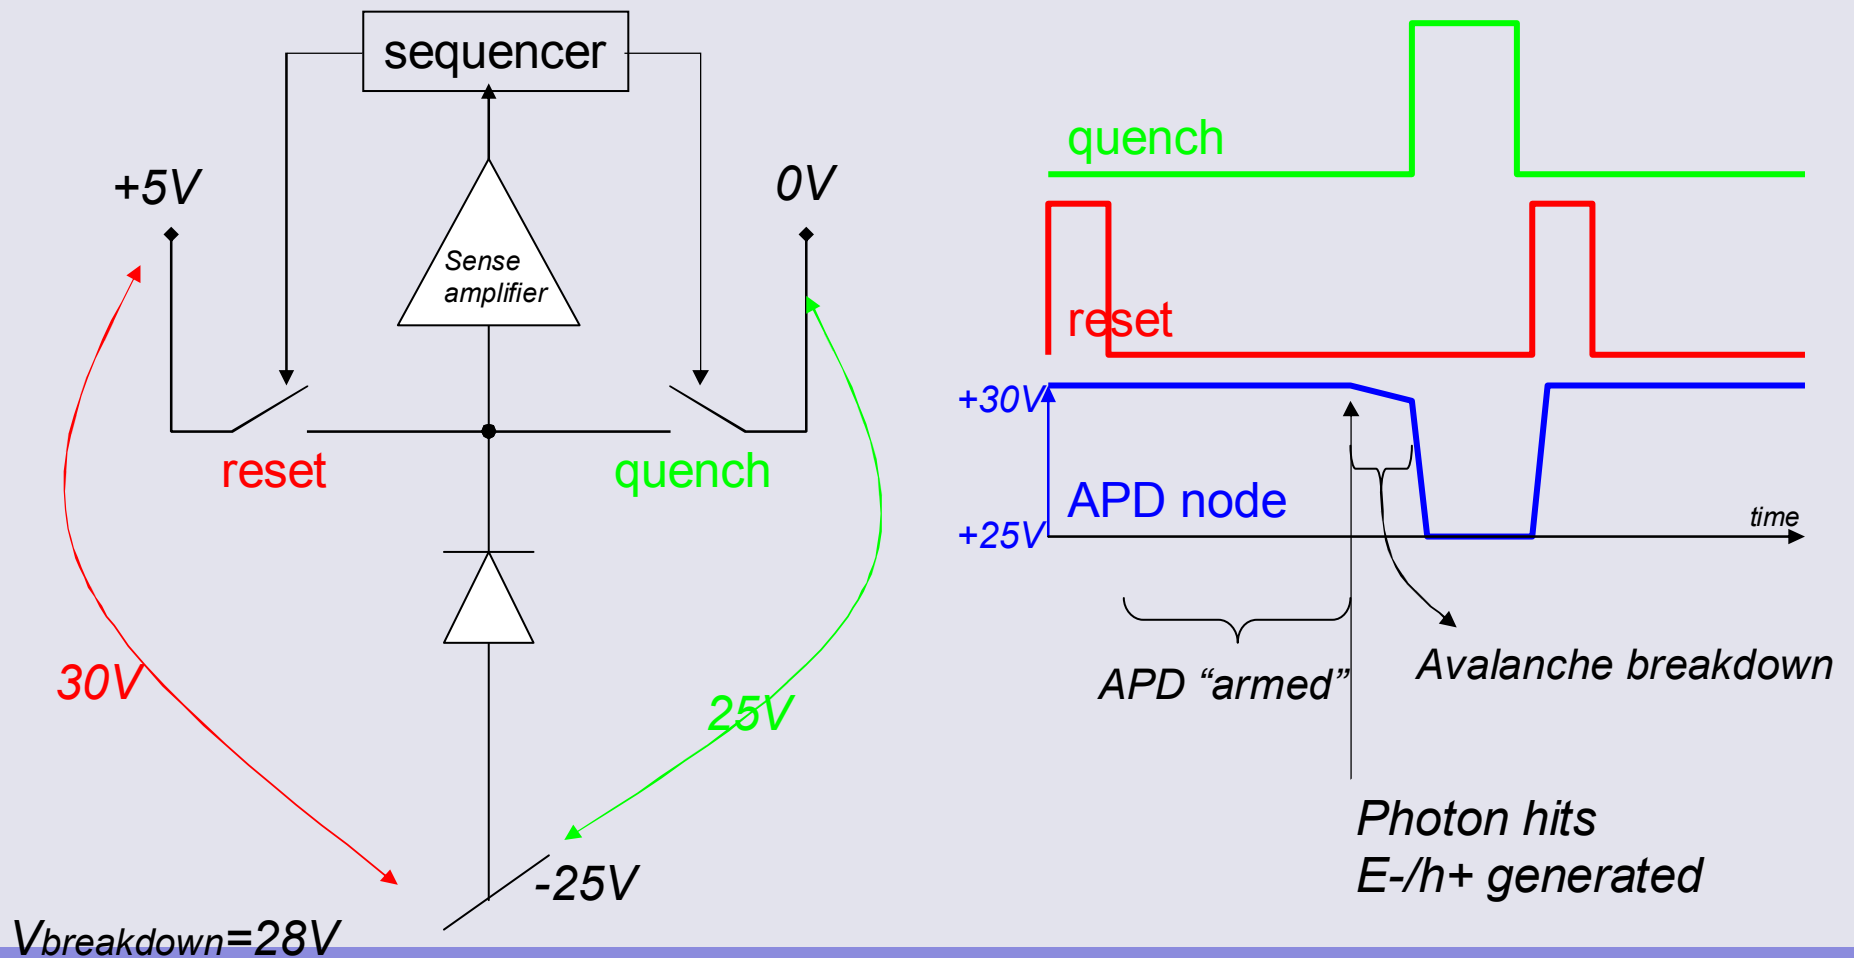 sequencer
+5V
0V
Sense
amplifier
reset
quench
30V
25V
-25V
Vbreakdown=28V
quench
reset
+30V
APD node
+25V
time
APD “armed”
Avalanche breakdown
Photon hits
E-/h+ generated